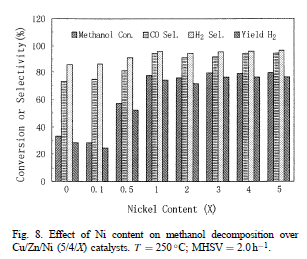 120
100
80
60
40
20
0
Conversion or Selectivity(%)
Methanol Con. CO Sel. H₂ Sel. Yield H₂
0 0.1 0.5 1 2 3 4 5
Nickel Content (X)
Fig. 8. Effect of Ni content on methanol decomposition over
Cu/Zn/Ni (5/4/X) catalysts. T = 250 °C; MHSV = 2.0 h⁻¹.